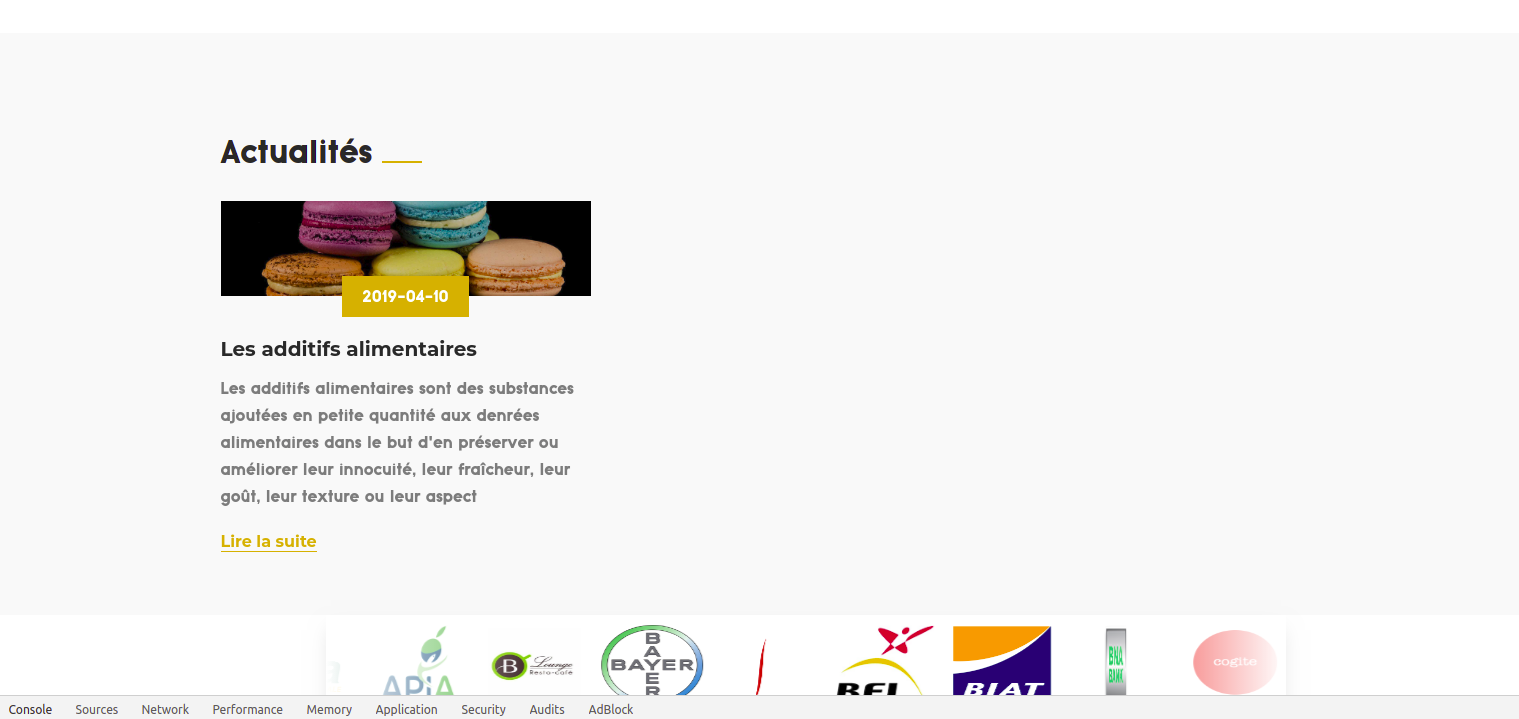 Actualités
2019-04-10
Les additifs alimentaires
Les additifs alimentaires sont des substances
ajoutées en petite quantité aux denrées
alimentaires dans le but d'en préserver ou
améliorer leur innocuité, leur fraîcheur, leur
goût, leur texture ou leur aspect
Lire la suite
APiA
B Lounge
Resto-café
BAYER
BAYER
BFI
BIAT
BNA
BANK
cogite
Console Sources Network Performance Memory Application Security Audits AdBlock